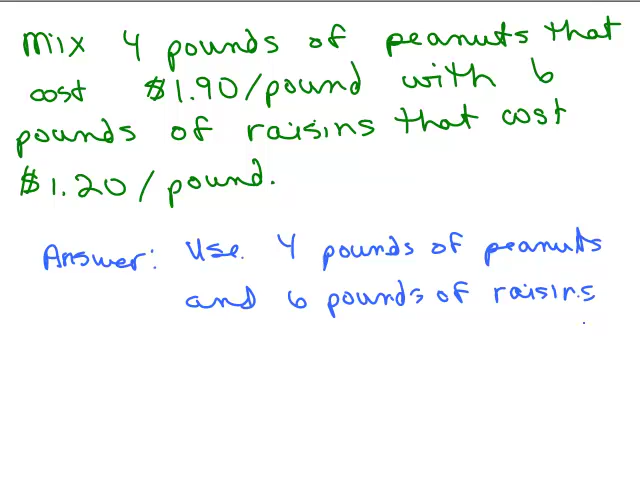 Mix 4 pounds of peanuts that
cost $1.90/pound with 6
pounds of raisins that cost
$1.20/pound.
Answer: Use 4 pounds of peanuts
and 6 pounds of raisins